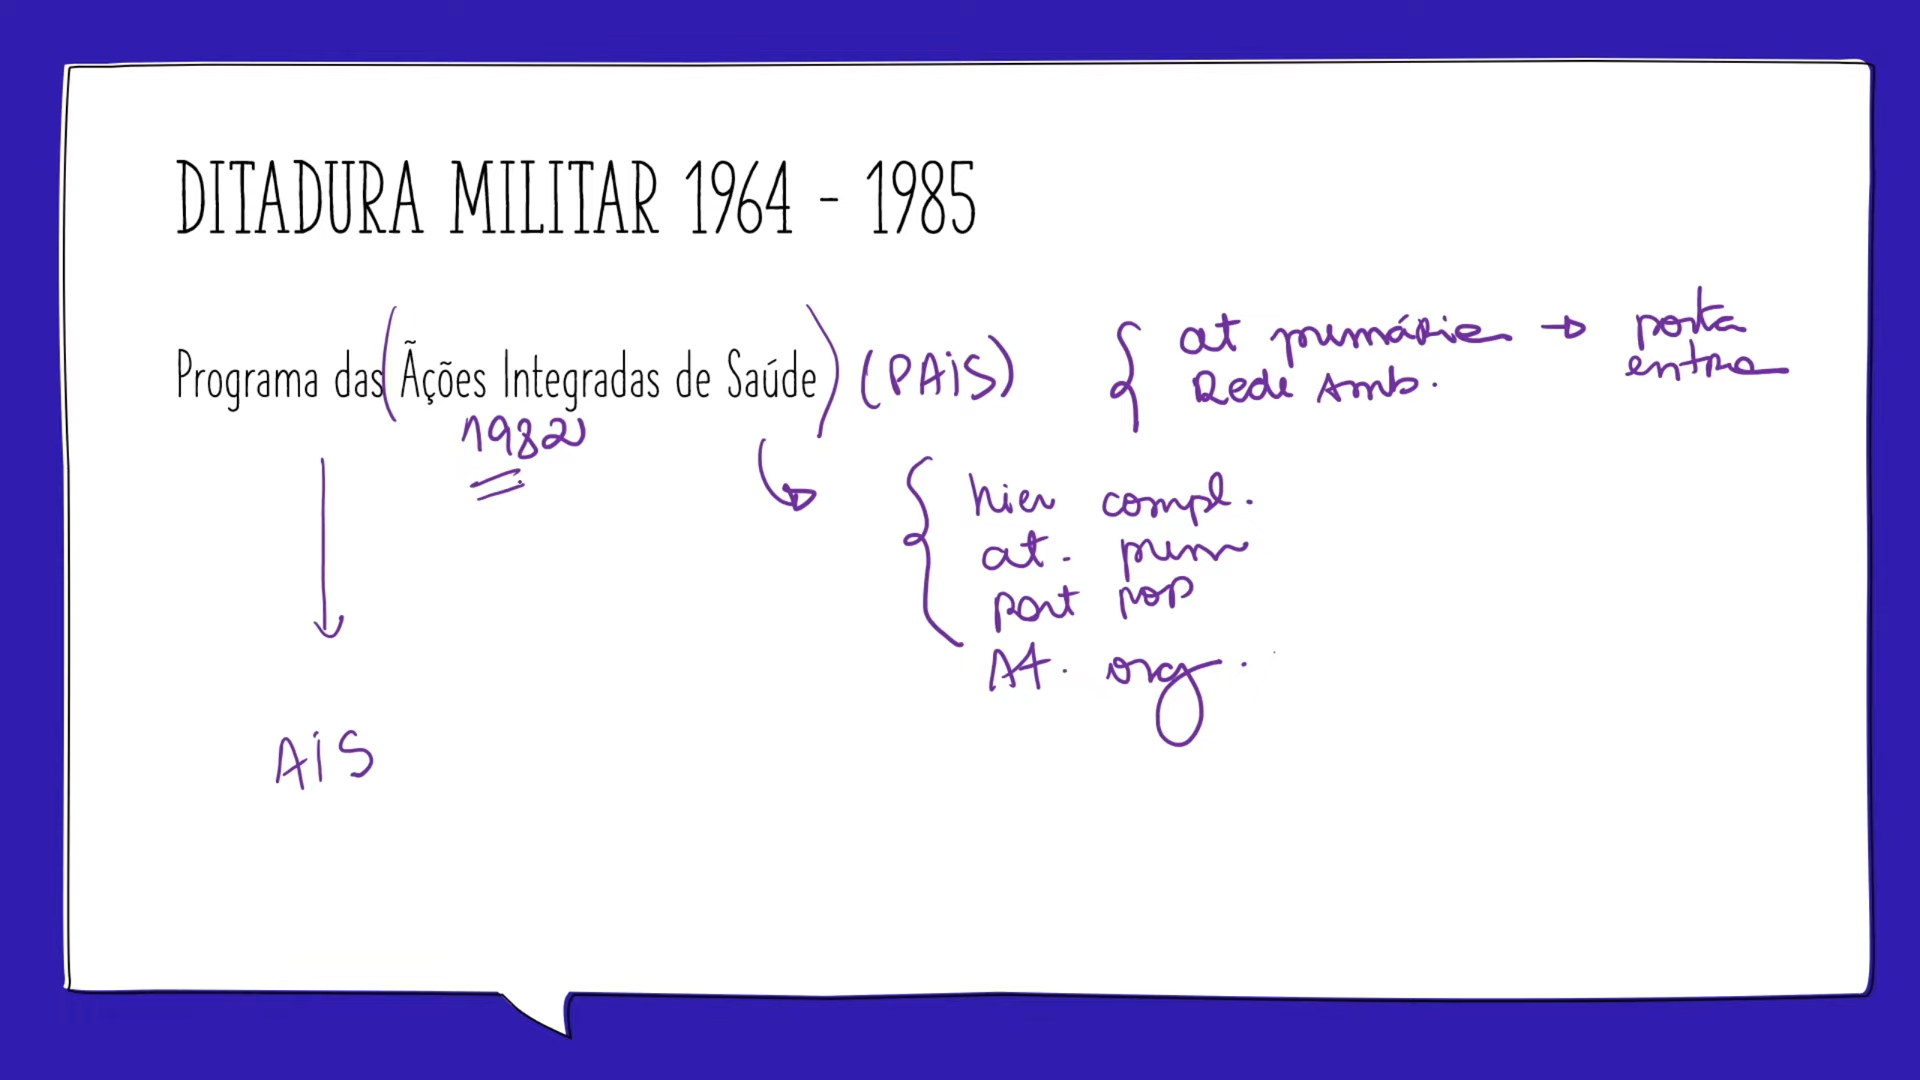 DITADURA MILITAR 1964 - 1985
Programa das (Ações Integradas de Saúde) (PAIS)
1982
{ at primária → porta entra
Rede Amb.
{ hier compl.
at. prim
part pop
At. org.
AIS